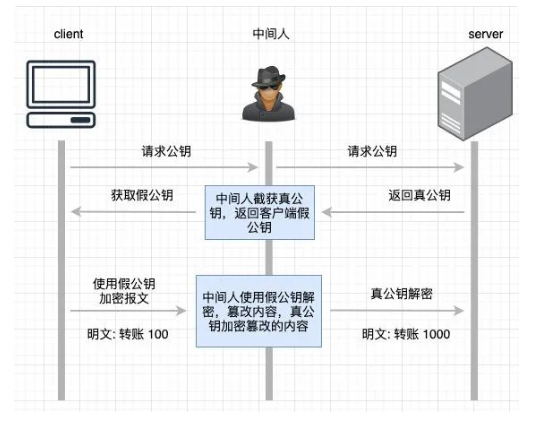 client
中间人
server
请求公钥
请求公钥
获取假公钥
中间人截获真公
钥，返回客户端假
公钥
返回真公钥
使用假公钥
加密报文
明文: 转账 100
中间人使用假公钥解
密，篡改内容，真公
钥加密篡改的内容
真公钥解密
明文: 转账 1000